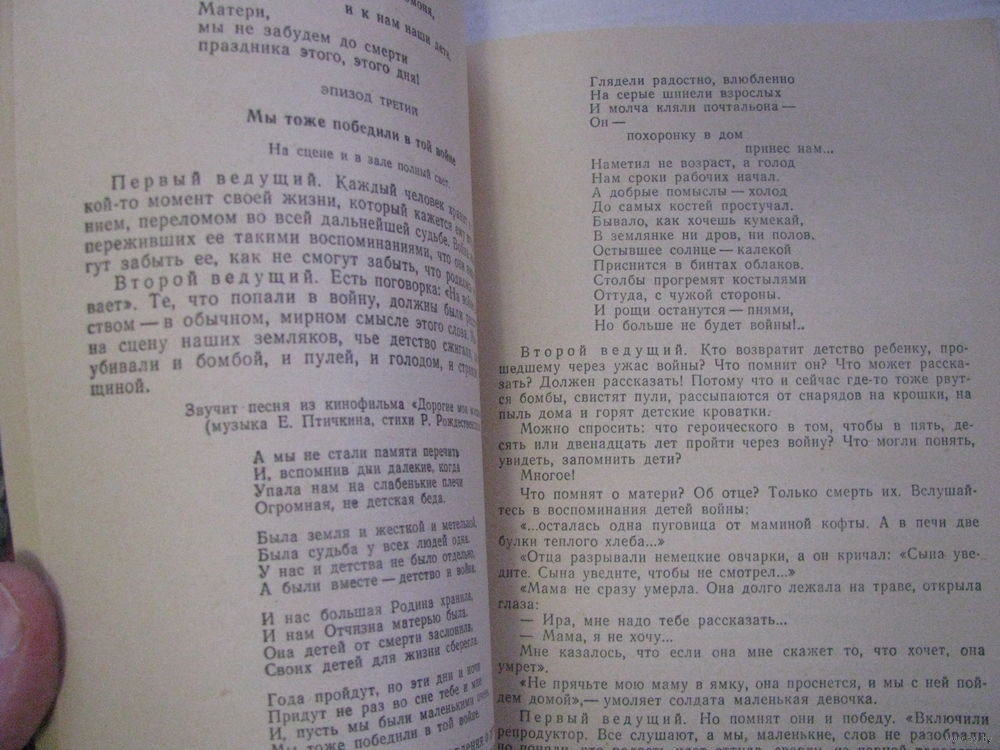 Матери,
и к нам наши дети,
мы не забудем до смерти
праздника этого, этого дня!
ЭПИЗОД ТРЕТИЙ
Мы тоже победили в той войне
На сцене и в зале полный свет.
Первый ведущий. Каждый человек хранит
кой-то момент своей жизни, который кажется ему
нием, переломом во всей дальнейшей судьбе. Война
переживших ее такими воспоминаниями, что они
гут забыть ее, как не смогут забыть, что
Второй ведущий. Есть поговорка: «На войне
вает». Те, что попали в войну, должны были
ством — в обычном, мирном смысле этого слова.
на сцену наших земляков, чье детство сжигали,
убивали и бомбой, и пулей, и голодом, и
щиной.
Звучит песня из кинофильма «Дорогие мои
(музыка Е. Птичкина, стихи Р. Рождественского
А мы не стали памяти перечить
И, вспомнив дни далекие, когда
Упала нам на слабенькие плечи
Огромная, не детская беда.
Была земля и жесткой и метельной,
Была судьба у всех людей одна.
У нас и детства не было отдельно,
А были вместе — детство и война.
И нас большая Родина хранила,
И нам Отчизна матерью была.
Она детей от смерти заслонила,
Своих детей для жизни сберегла.
Года пройдут, но эти дни и ночи
Придут не раз во сне тебе и мне
И, пусть мы были маленькими очень,
Мы тоже победили в той войне.
Глядели радостно, влюбленно
На серые шинели взрослых
И молча кляли почтальона —
Он —
похоронку в дом
принес нам...
Наметил не возраст, а голод
Нам сроки рабочих начал.
А добрые помыслы — холод
До самых костей простучал.
Бывало, как хочешь кумекай,
В землянке ни дров, ни полов.
Остывшее солнце — калекой
Приснится в бинтах облаков.
Столбы прогремят костылями
Оттуда, с чужой стороны.
И рощи останутся — пнями,
Но больше не будет войны!..
Второй ведущий. Кто возвратит детство ребенку, про-
шедшему через ужас войны? Что помнит он? Что может расска-
зать? Должен рассказать! Потому что и сейчас где-то тоже рвут-
ся бомбы, свистят пули, рассыпаются от снарядов на крошки, на
пыль дома и горят детские кроватки.
Можно спросить: что героического в том, чтобы в пять, де-
сять или двенадцать лет пройти через войну? Что могли понять,
увидеть, запомнить дети?
Многое!
Что помнят о матери? Об отце? Только смерть их. Вслушай-
тесь в воспоминания детей войны:
«...осталась одна пуговица от маминой кофты. А в печи две
булки теплого хлеба...»
«Отца разрывали немецкие овчарки, а он кричал: «Сына уве-
дите. Сына уведите, чтобы не смотрел...»
«Мама не сразу умерла. Она долго лежала на траве, открыла
глаза:
— Ира, мне надо тебе рассказать...
— Мама, я не хочу...
Мне казалось, что если она мне скажет то, что хочет, она
умрет».
«Не прячьте мою маму в ямку, она проснется, и мы с ней пой-
дем домой»,— умоляет солдата маленькая девочка.
Первый ведущий. Но помнят они и победу. «Включили
репродуктор. Все слушают, а мы, маленькие, слов не разобрали,